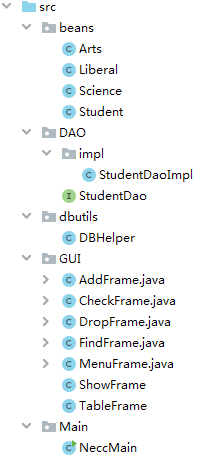 src
beans
Arts
Liberal
Science
Student
DAO
impl
StudentDaoImpl
StudentDao
dbutils
DBHelper
GUI
AddFrame.java
CheckFrame.java
DropFrame.java
FindFrame.java
MenuFrame.java
ShowFrame
TableFrame
Main
NeccMain